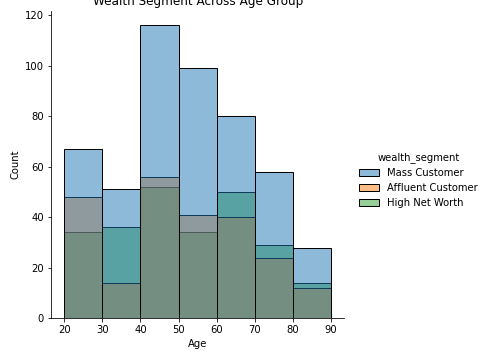 Wealth Segment Across Age Group
120
100
80
60
40
20
0
Count
20 30 40 50 60 70 80 90
Age
wealth_segment
Mass Customer
Affluent Customer
High Net Worth